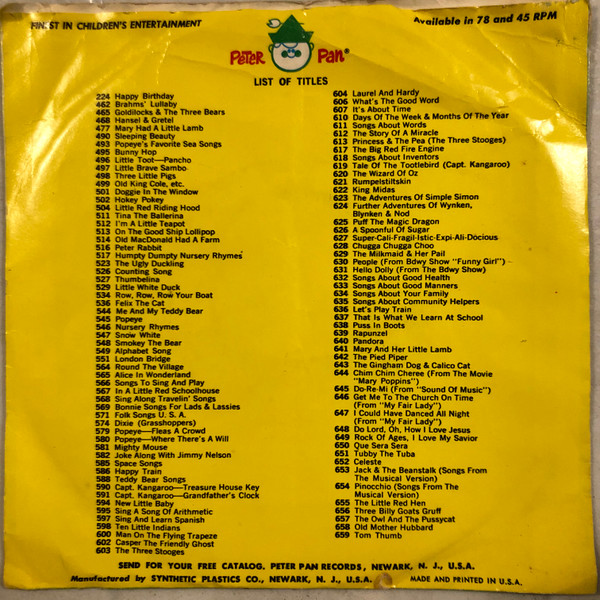 FINEST IN CHILDREN'S ENTERTAINMENT
Available in 78 and 45 RPM
PETER PAN®
LIST OF TITLES
224 Happy Birthday
462 Brahms' Lullaby
465 Goldilocks & The Three Bears
468 Hansel & Gretel
477 Mary Had A Little Lamb
490 Sleeping Beauty
493 Popeye's Favorite Sea Songs
495 Bunny Hop
496 Little Toot—Pancho
497 Little Brave Sambo
498 Three Little Pigs
499 Old King Cole, etc.
501 Doggie In The Window
502 Hokey Pokey
504 Little Red Riding Hood
511 Tina The Ballerina
512 I'm A Little Teapot
513 On The Good Ship Lollipop
514 Old MacDonald Had A Farm
516 Peter Rabbit
517 Humpty Dumpty Nursery Rhymes
523 The Ugly Duckling
526 Counting Song
527 Thumbelina
529 Little White Duck
534 Row, Row, Row Your Boat
536 Felix The Cat
544 Me And My Teddy Bear
545 Popeye
546 Nursery Rhymes
547 Snow White
548 Smokey The Bear
549 Alphabet Song
551 London Bridge
564 Round The Village
565 Alice In Wonderland
566 Songs To Sing And Play
567 In A Little Red Schoolhouse
568 Sing Along Travelin' Songs
569 Bonnie Songs For Lads & Lassies
571 Folk Songs U. S. A.
574 Dixie (Grasshoppers)
579 Popeye—Fleas A Crowd
580 Popeye—Where There's A Will
581 Mighty Mouse
582 Joke Along With Jimmy Nelson
585 Space Songs
586 Happy Train
588 Teddy Bear Songs
590 Capt. Kangaroo—Treasure House Key
591 Capt. Kangaroo—Grandfather's Clock
594 New Little Baby
595 Sing A Song Of Arithmetic
597 Sing And Learn Spanish
598 Ten Little Indians
600 Man On The Flying Trapeze
602 Casper The Friendly Ghost
603 The Three Stooges
604 Laurel And Hardy
606 What's The Good Word
607 It's About Time
610 Days Of The Week & Months Of The Year
611 Songs About Words
612 The Story Of A Miracle
613 Princess & The Pea (The Three Stooges)
617 The Big Red Fire Engine
618 Songs About Inventors
619 Tale Of The Tootlebird (Capt. Kangaroo)
620 The Wizard Of Oz
621 Rumpelstiltskin
622 King Midas
623 The Adventures Of Simple Simon
624 Further Adventures Of Wynken,
Blynken & Nod
625 Puff The Magic Dragon
626 A Spoonful Of Sugar
627 Super-Cali-Fragil-Istic-Expi-Ali-Docious
628 Chugga Chugga Choo
629 The Milkmaid & Her Pail
630 People (From Bdwy Show "Funny Girl")
631 Hello Dolly (From The Bdwy Show)
632 Songs About Good Health
633 Songs About Good Manners
634 Songs About Your Family
635 Songs About Community Helpers
636 Let's Play Train
637 That Is What We Learn At School
638 Puss In Boots
639 Rapunzel
640 Pandora
641 Mary And Her Little Lamb
642 The Pied Piper
643 The Gingham Dog & Calico Cat
644 Chim Chim Cheree (From The Movie
"Mary Poppins")
645 Do-Re-Mi (From "Sound Of Music")
646 Get Me To The Church On Time
(From "My Fair Lady")
647 I Could Have Danced All Night
(From "My Fair Lady")
648 Do Lord, Oh, How I Love Jesus
649 Rock Of Ages, I Love My Savior
650 Que Sera Sera
651 Tubby The Tuba
652 Celeste
653 Jack & The Beanstalk (Songs From
The Musical Version)
654 Pinocchio (Songs From The
Musical Version)
655 The Little Red Hen
656 Three Billy Goats Gruff
657 The Owl And The Pussycat
658 Old Mother Hubbard
659 Tom Thumb
SEND FOR YOUR FREE CATALOG. PETER PAN RECORDS, NEWARK, N. J., U.S.A.
Manufactured by SYNTHETIC PLASTICS CO., NEWARK, N. J., U.S.A.
MADE AND PRINTED IN U.S.A.